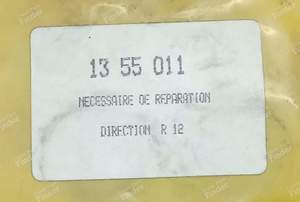 13 55 011
NECESSAIRE DE REPARATION
DIRECTION R 12